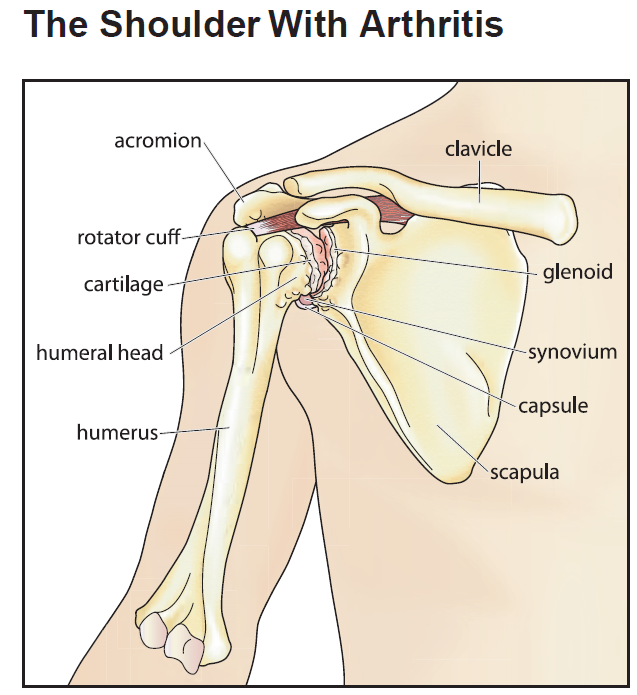 The Shoulder With Arthritis
acromion
clavicle
rotator cuff
cartilage
glenoid
humeral head
synovium
capsule
humerus
scapula